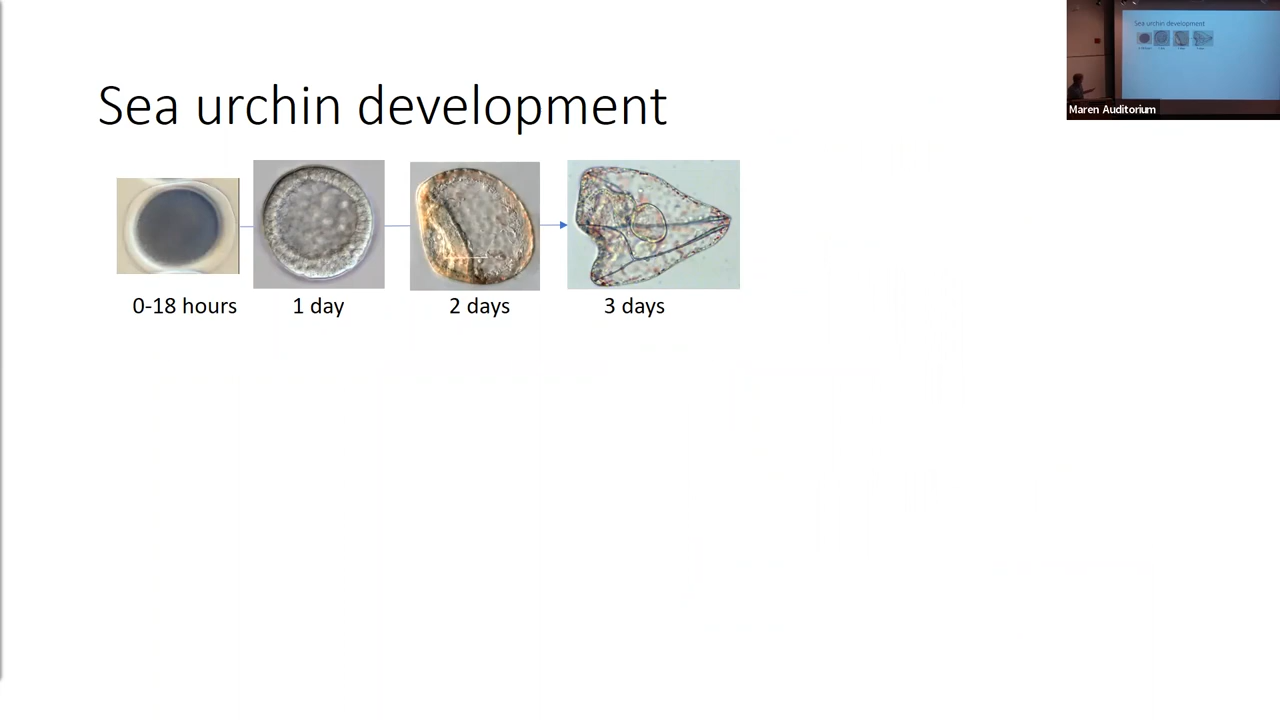 Sea urchin development
0-18 hours
1 day
2 days
3 days
Sea urchin development
Maren Auditorium